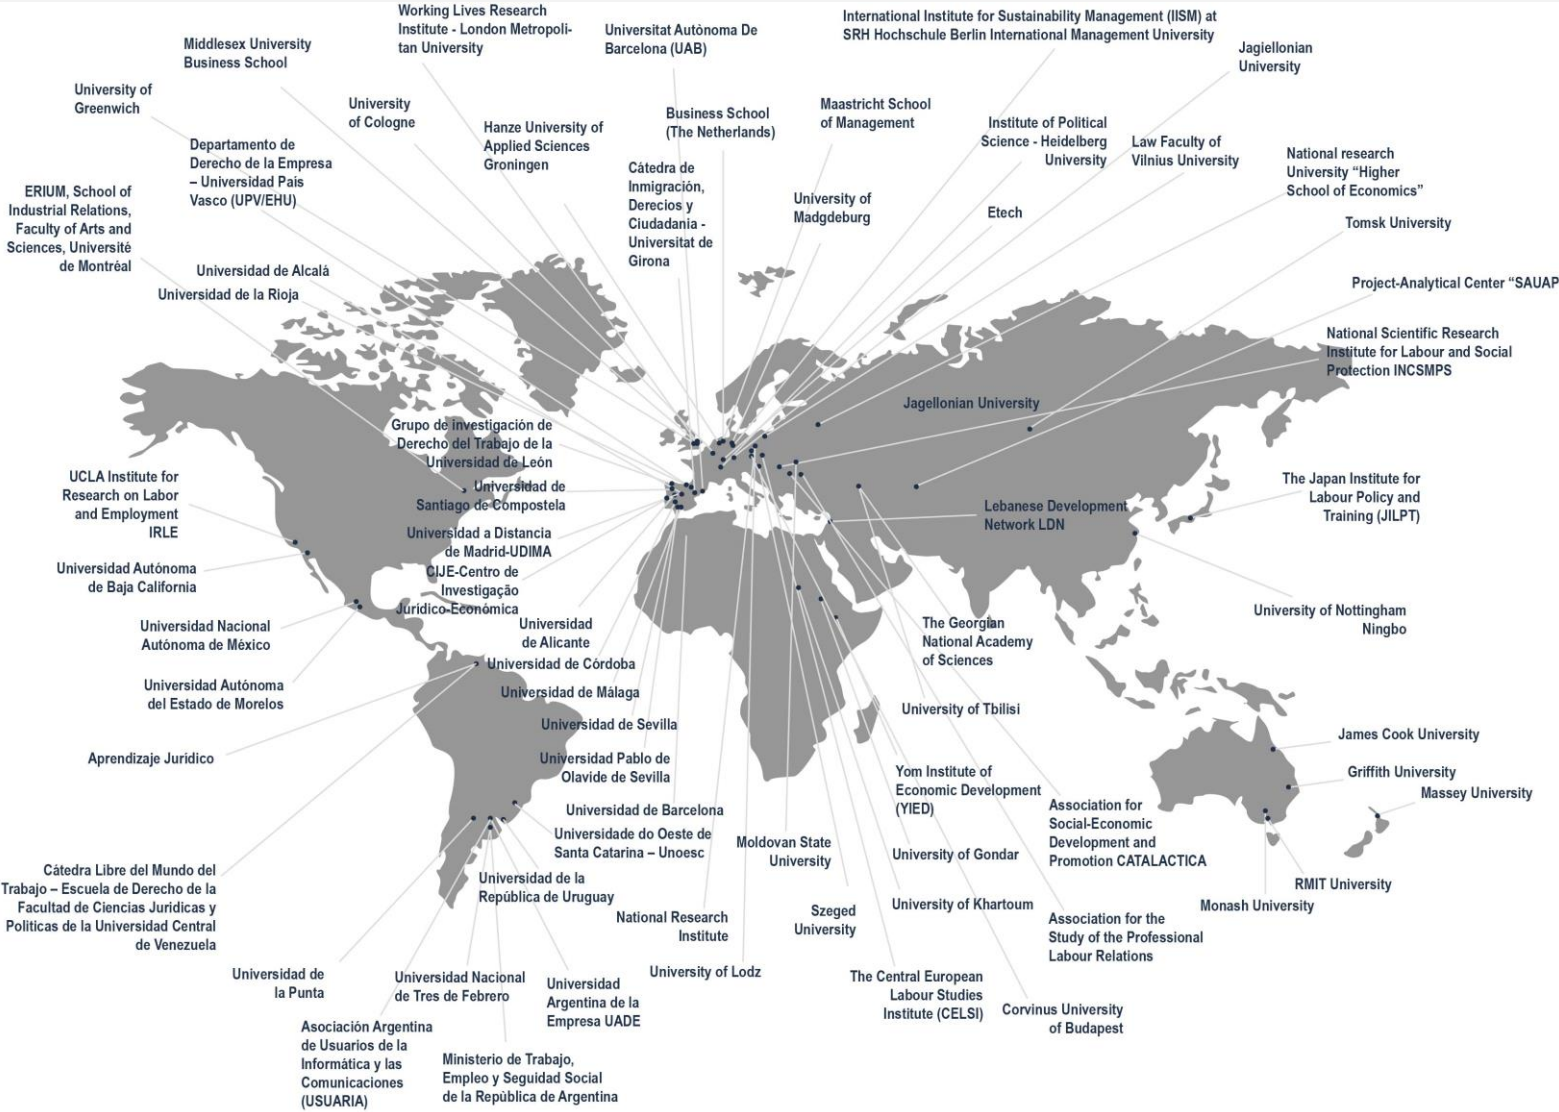 Working Lives Research
Institute - London Metropoli-
tan University
Middlesex University
Business School
Universitat Autònoma De
Barcelona (UAB)
International Institute for Sustainability Management (IISM) at
SRH Hochschule Berlin International Management University
Jagiellonian
University
University of
Greenwich
University
of Cologne
Hanze University of
Applied Sciences
Groningen
Business School
(The Netherlands)
Maastricht School
of Management
Institute of Political
Science - Heidelberg
University
Law Faculty of
Vilnius University
National research
University “Higher
School of Economics”
Departamento de
Derecho de la Empresa
– Universidad País
Vasco (UPV/EHU)
Cátedra de
Inmigración,
Derecios y
Ciudadania -
Universitat de
Girona
University of
Madgdeburg
Etech
Tomsk University
ERIUM, School of
Industrial Relations,
Faculty of Arts and
Sciences, Université
de Montréal
Universidad de Alcalá
Universidad de la Rioja
Project-Analytical Center “SAUAP
National Scientific Research
Institute for Labour and Social
Protection INCSMPS
Jagellonian University
Grupo de investigación de
Derecho del Trabajo de la
Universidad de León
UCLA Institute for
Research on Labor
and Employment
IRLE
Universidad de
Santiago de Compostela
Lebanese Development
Network LDN
The Japan Institute for
Labour Policy and
Training (JILPT)
Universidad a Distancia
de Madrid-UDIMA
CIJE-Centro de
Investigação
Jurídico-Económica
Universidad Autónoma
de Baja California
Universidad Nacional
Autónoma de México
Universidad
de Alicante
The Georgian
National Academy
of Sciences
University of Nottingham
Ningbo
Universidad de Córdoba
Universidad Autónoma
del Estado de Morelos
Universidad de Málaga
Universidad de Sevilla
University of Tbilisi
James Cook University
Aprendizaje Jurídico
Universidad Pablo de
Olavide de Sevilla
Yom Institute of
Economic Development
(YIED)
Griffith University
Massey University
Universidad de Barcelona
Universidade do Oeste de
Santa Catarina – Unoesc
Moldovan State
University
Association for
Social-Economic
Development and
Promotion CATALACTICA
University of Gondar
Cátedra Libre del Mundo del
Trabajo – Escuela de Derecho de la
Facultad de Ciencias Juridicas y
Politicas de la Universidad Central
de Venezuela
Universidad de la
República de Uruguay
RMIT University
Monash University
National Research
Institute
Szeged
University
University of Khartoum
Association for the
Study of the Professional
Labour Relations
Universidad de
la Punta
Universidad Nacional
de Tres de Febrero
Universidad
Argentina de la
Empresa UADE
University of Lodz
The Central European
Labour Studies
Institute (CELSI)
Corvinus University
of Budapest
Asociación Argentina
de Usuarios de la
Informática y las
Comunicaciones
(USUARIA)
Ministerio de Trabajo,
Empleo y Seguidad Social
de la República de Argentina